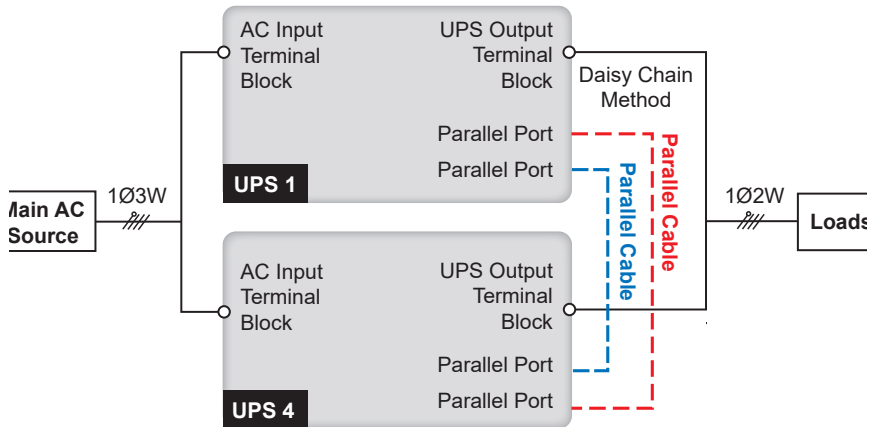 AC Input
Terminal
Block
UPS Output
Terminal
Block
Daisy Chain
Method
Parallel Port
Parallel Port
UPS 1
Parallel Cable
Parallel Cable
AC
Source
1Ø3W
1Ø2W
Loads
AC Input
Terminal
Block
UPS Output
Terminal
Block
Parallel Port
Parallel Port
UPS 4